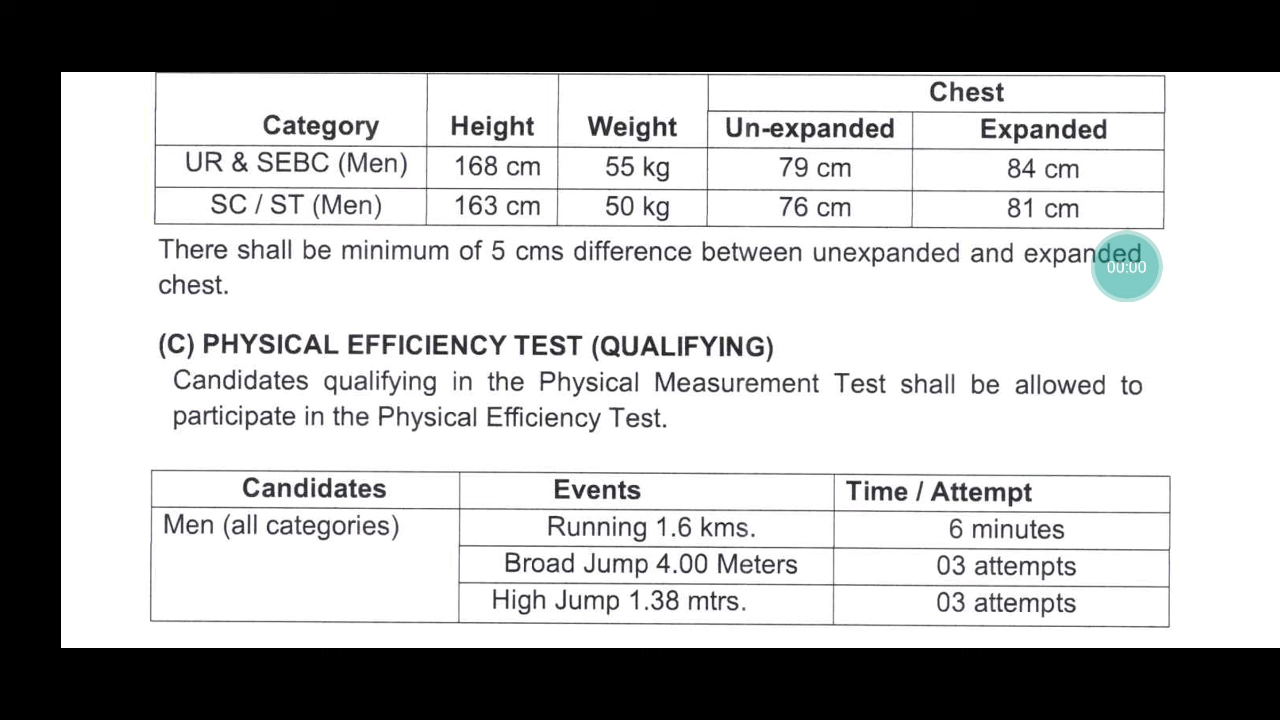 Chest
Category Height Weight Un-expanded Expanded
UR & SEBC (Men) 168 cm 55 kg 79 cm 84 cm
SC / ST (Men) 163 cm 50 kg 76 cm 81 cm
There shall be minimum of 5 cms difference between unexpanded and expanded
chest.
00:00
(C) PHYSICAL EFFICIENCY TEST (QUALIFYING)
Candidates qualifying in the Physical Measurement Test shall be allowed to
participate in the Physical Efficiency Test.
Candidates Events Time / Attempt
Men (all categories) Running 1.6 kms. 6 minutes
Broad Jump 4.00 Meters 03 attempts
High Jump 1.38 mtrs. 03 attempts